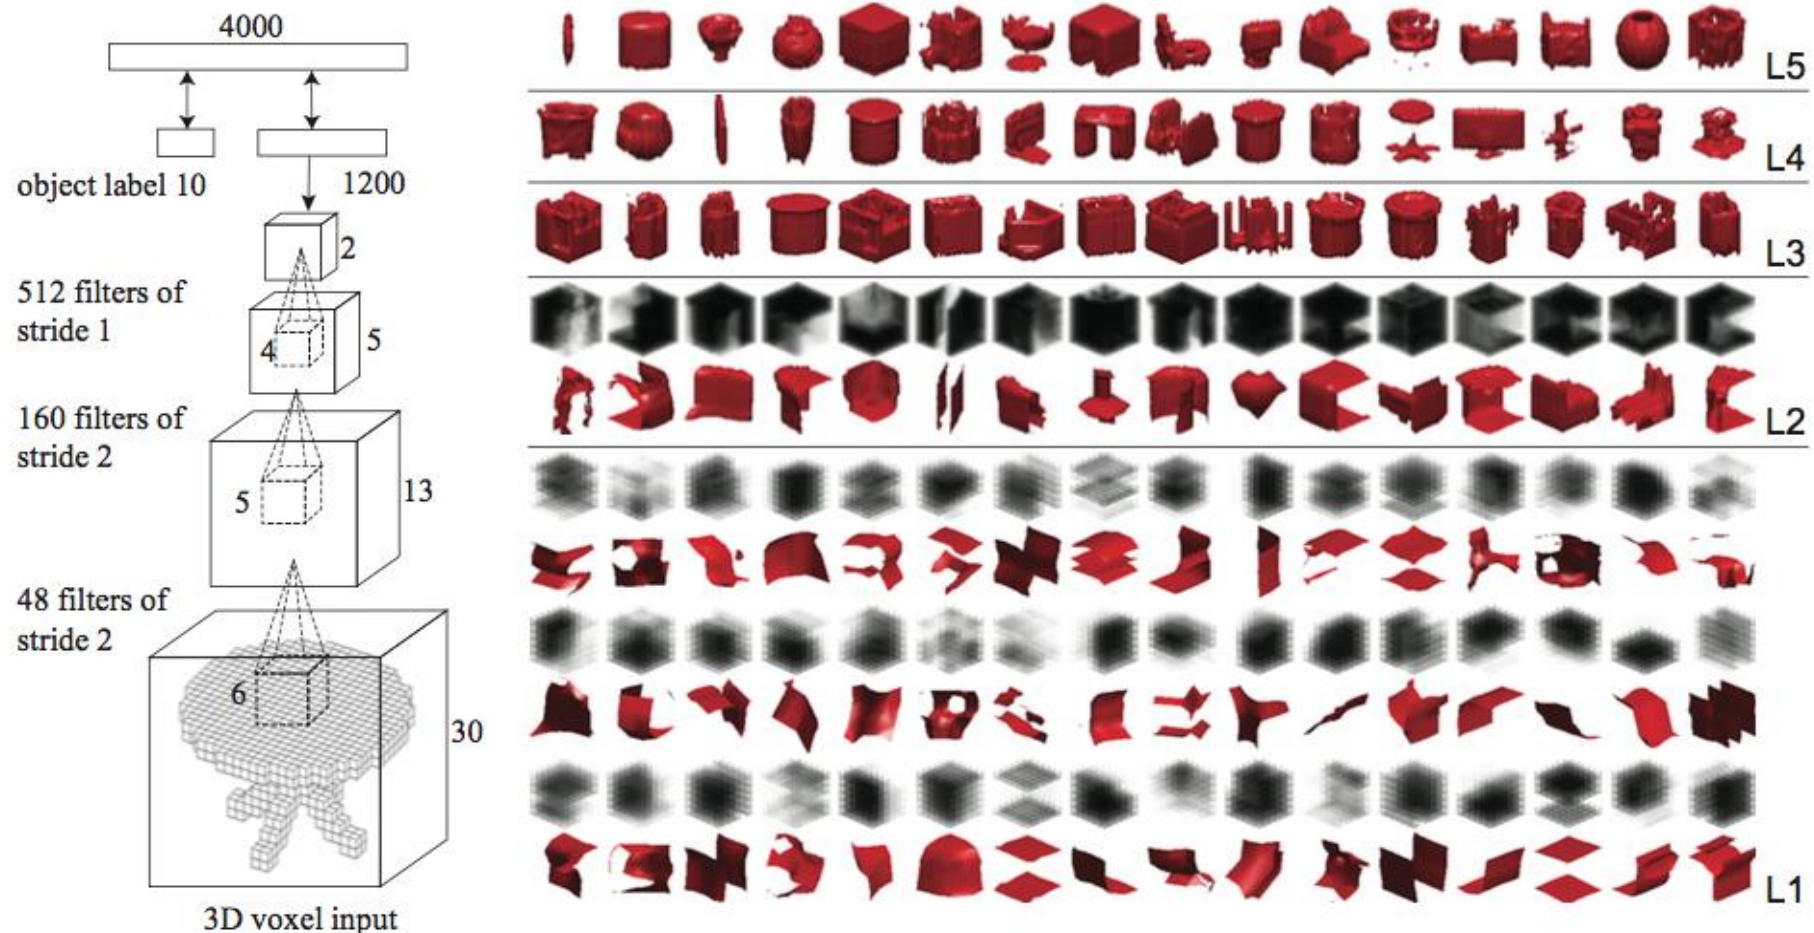 4000
object label 10
1200
2
512 filters of
stride 1
4
5
160 filters of
stride 2
5
13
48 filters of
stride 2
6
30
3D voxel input
L5
L4
L3
L2
L1